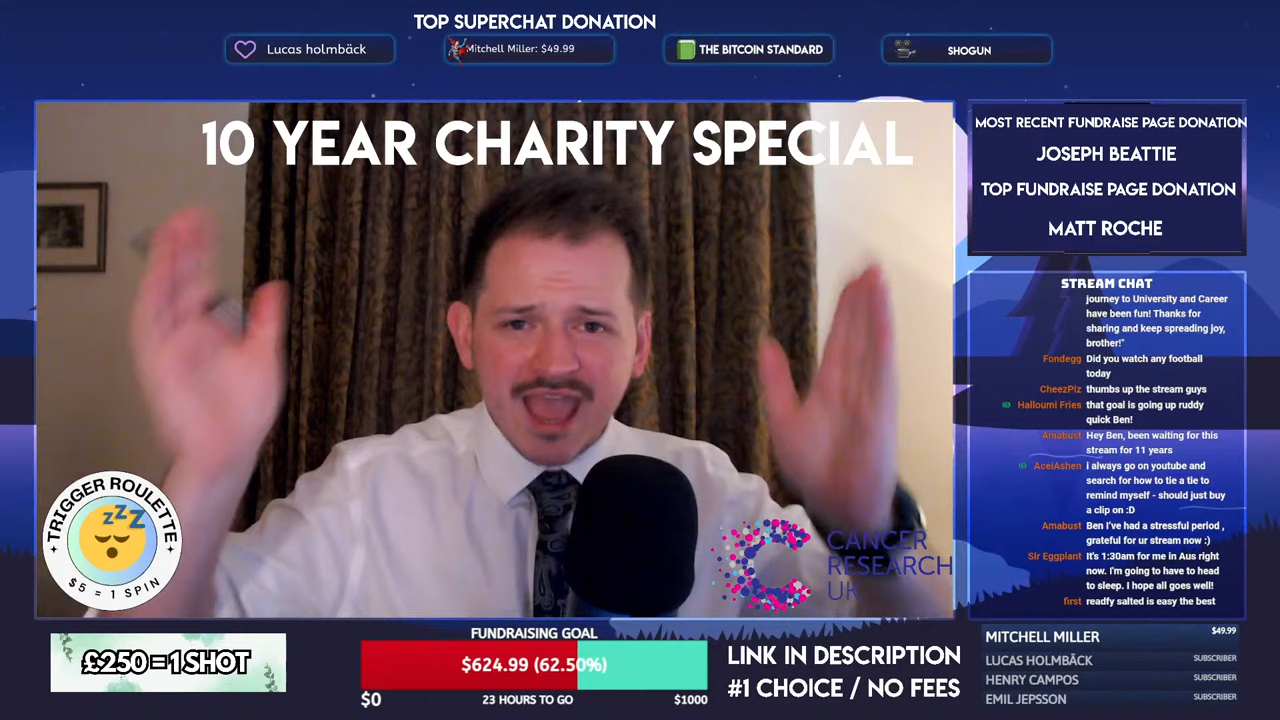 TOP SUPERCHAT DONATION
Lucas holmbäck
Mitchell Miller: $49.99
THE BITCOIN STANDARD
SHOGUN
10 YEAR CHARITY SPECIAL
MOST RECENT FUNDRAISE PAGE DONATION
JOSEPH BEATTIE
TOP FUNDRAISE PAGE DONATION
MATT ROCHE
STREAM CHAT
journey to University and Career
have been fun! Thanks for
sharing and keep spreading joy,
brother!"
Fondegg Did you watch any football
today
CheezPiz thumbs up the stream guys
Halloumi Fries that goal is going up ruddy
quick Ben!
Amabust Hey Ben, been waiting for this
stream for 11 years
AceiAshen i always go on youtube and
search for how to tie a tie to
remind myself - should just buy
a clip on :D
Amabust Ben I've had a stressful period ,
grateful for ur stream now :)
Sir Eggplant It's 1:30am for me in Aus right
now. I'm going to have to head
to sleep. I hope all goes well!
first readfy salted is easy the best
TRIGGER ROULETTE
zzz
$5 = 1 SPIN
CANCER
RESEARCH
UK
£250 = 1 SHOT
FUNDRAISING GOAL
$624.99 (62.50%)
$0
23 HOURS TO GO
$1000
LINK IN DESCRIPTION
#1 CHOICE / NO FEES
MITCHELL MILLER $49.99
LUCAS HOLMBÄCK SUBSCRIBER
HENRY CAMPOS SUBSCRIBER
EMIL JEPSSON SUBSCRIBER